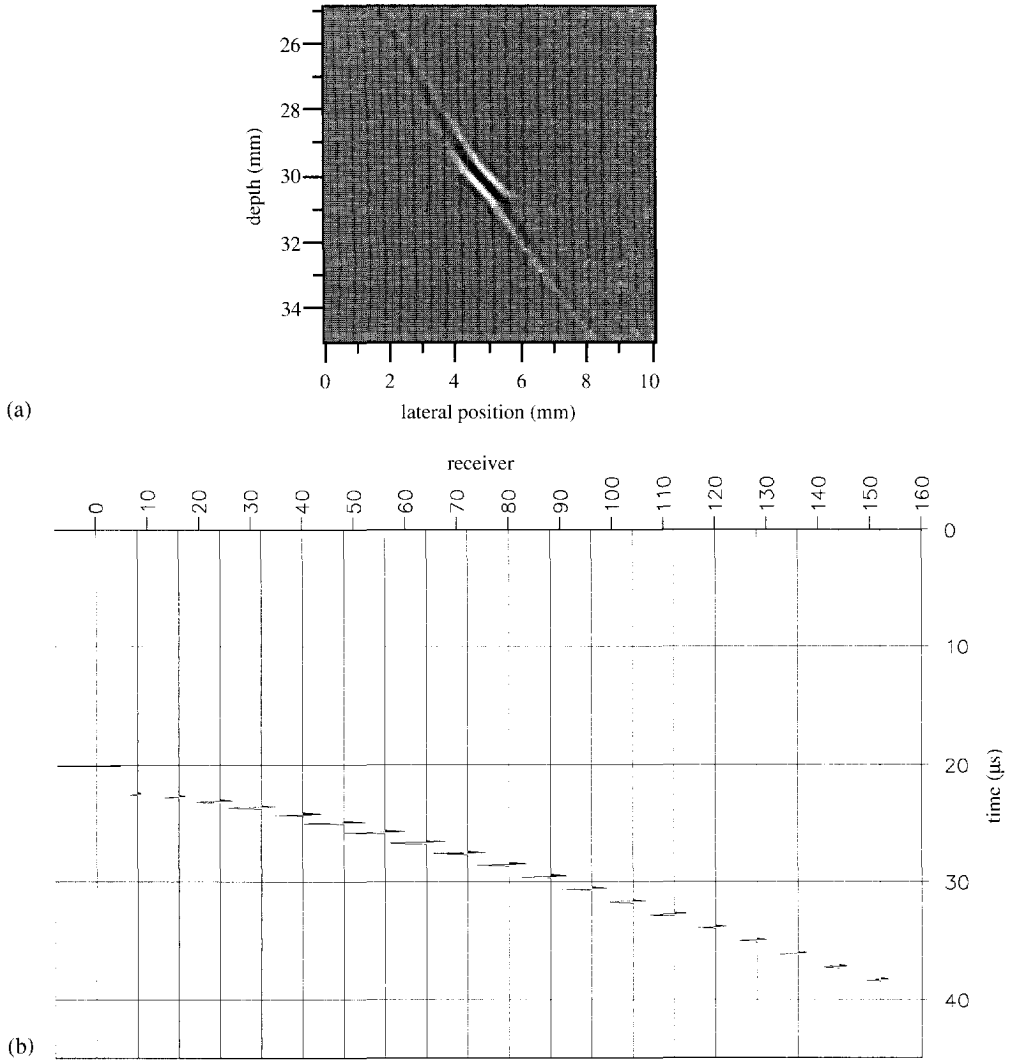 26
28
30
32
34
depth (mm)
0 2 4 6 8 10
lateral position (mm)
(a)
receiver
0 10 20 30 40 50 60 70 80 90 100 110 120 130 140 150 160
0
10
20
30
40
time (μs)
(b)